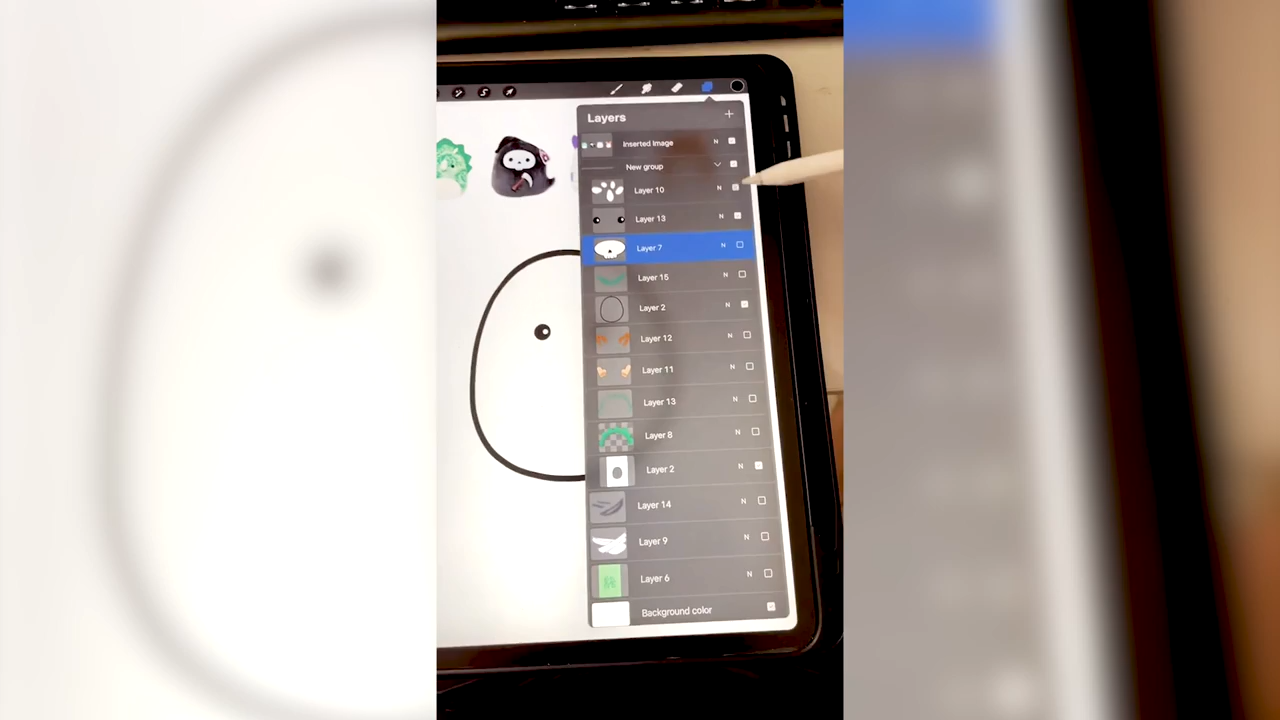 Layers
Inserted Image N
New group
Layer 10 N
Layer 13 N
Layer 7 N
Layer 15 N
Layer 2 N
Layer 12 N
Layer 11 N
Layer 13 N
Layer 8 N
Layer 2 N
Layer 14 N
Layer 9 N
Layer 6 N
Background color